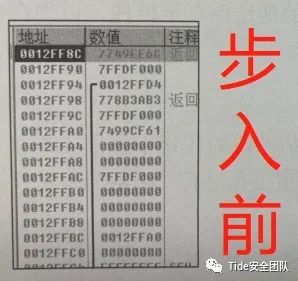 地址 数值 注释
0012FF8C 7749EE6C 返回
0012FF90 7FFDF000
0012FF94 0012FFD4
0012FF98 778B3AB3 返回
0012FF9C 7FFDF000
0012FFA0 7499CF61
0012FFA4 00000000
0012FFA8 00000000
0012FFAC 7FFDF000
0012FFB0 00000000
0012FFB4 00000000
0012FFB8 00000000
0012FFBC 0012FFA0
0012FFC0 00000000
步入前
Tide安全团队